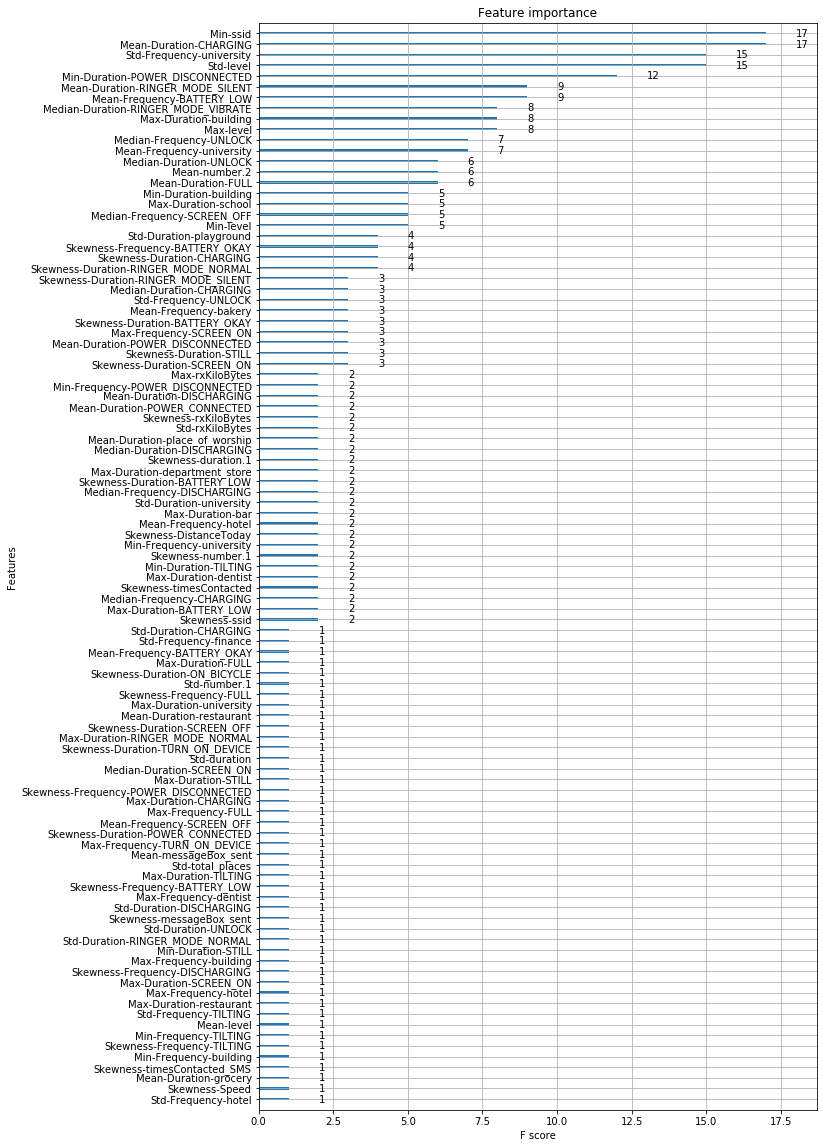 Feature importance
Min-ssid 17
Mean-Duration-CHARGING 17
Std-Frequency-university 15
Std-level 15
Min-Duration-POWER_DISCONNECTED 12
Mean-Duration-RINGER_MODE_SILENT 9
Mean-Frequency-BATTERY_LOW 9
Median-Duration-RINGER_MODE_VIBRATE 8
Max-Duration-building 8
Max-level 8
Median-Frequency-UNLOCK 7
Mean-Frequency-university 7
Median-Duration-UNLOCK 6
Mean-number.2 6
Mean-Duration-FULL 6
Min-Duration-building 5
Max-Duration-school 5
Median-Frequency-SCREEN_OFF 5
Min-level 5
Std-Duration-playground 4
Skewness-Frequency-BATTERY_OKAY 4
Skewness-Duration-CHARGING 4
Skewness-Duration-RINGER_MODE_NORMAL 4
Skewness-Duration-RINGER_MODE_SILENT 3
Median-Duration-CHARGING 3
Std-Frequency-UNLOCK 3
Mean-Frequency-bakery 3
Skewness-Duration-BATTERY_OKAY 3
Max-Frequency-SCREEN_ON 3
Mean-Duration-POWER_DISCONNECTED 3
Skewness-Duration-STILL 3
Skewness-Duration-SCREEN_ON 3
Max-rxKiloBytes 2
Min-Frequency-POWER_DISCONNECTED 2
Mean-Duration-DISCHARGING 2
Mean-Duration-POWER_CONNECTED 2
Skewness-rxKiloBytes 2
Std-rxKiloBytes 2
Mean-Duration-place_of_worship 2
Median-Duration-DISCHARGING 2
Skewness-duration.1 2
Max-Duration-department_store 2
Skewness-Duration-BATTERY_LOW 2
Median-Frequency-DISCHARGING 2
Std-Duration-university 2
Max-Duration-bar 2
Mean-Frequency-hotel 2
Skewness-DistanceToday 2
Min-Frequency-university 2
Skewness-number.1 2
Min-Duration-TILTING 2
Max-Duration-dentist 2
Skewness-timesContacted 2
Median-Frequency-CHARGING 2
Max-Duration-BATTERY_LOW 2
Skewness-ssid 2
Std-Duration-CHARGING 1
Std-Frequency-finance 1
Mean-Frequency-BATTERY_OKAY 1
Max-Duration-FULL 1
Skewness-Duration-ON_BICYCLE 1
Std-number.1 1
Skewness-Frequency-FULL 1
Max-Duration-university 1
Mean-Duration-restaurant 1
Skewness-Duration-SCREEN_OFF 1
Max-Duration-RINGER_MODE_NORMAL 1
Skewness-Duration-TURN_ON_DEVICE 1
Std-duration 1
Median-Duration-SCREEN_ON 1
Max-Duration-STILL 1
Skewness-Frequency-POWER_DISCONNECTED 1
Max-Duration-CHARGING 1
Max-Frequency-FULL 1
Mean-Frequency-SCREEN_OFF 1
Skewness-Duration-POWER_CONNECTED 1
Max-Frequency-TURN_ON_DEVICE 1
Mean-messageBox_sent 1
Std-total_places 1
Max-Duration-TILTING 1
Skewness-Frequency-BATTERY_LOW 1
Max-Frequency-dentist 1
Std-Duration-DISCHARGING 1
Skewness-messageBox_sent 1
Std-Duration-UNLOCK 1
Std-Duration-RINGER_MODE_NORMAL 1
Min-Duration-STILL 1
Max-Frequency-building 1
Skewness-Frequency-DISCHARGING 1
Max-Duration-SCREEN_ON 1
Max-Frequency-hotel 1
Max-Duration-restaurant 1
Std-Frequency-TILTING 1
Mean-level 1
Min-Frequency-TILTING 1
Skewness-Frequency-TILTING 1
Min-Frequency-building 1
Skewness-timesContacted_SMS 1
Mean-Duration-grocery 1
Skewness-Speed 1
Std-Frequency-hotel 1
Features
0.0 2.5 5.0 7.5 10.0 12.5 15.0 17.5
F score